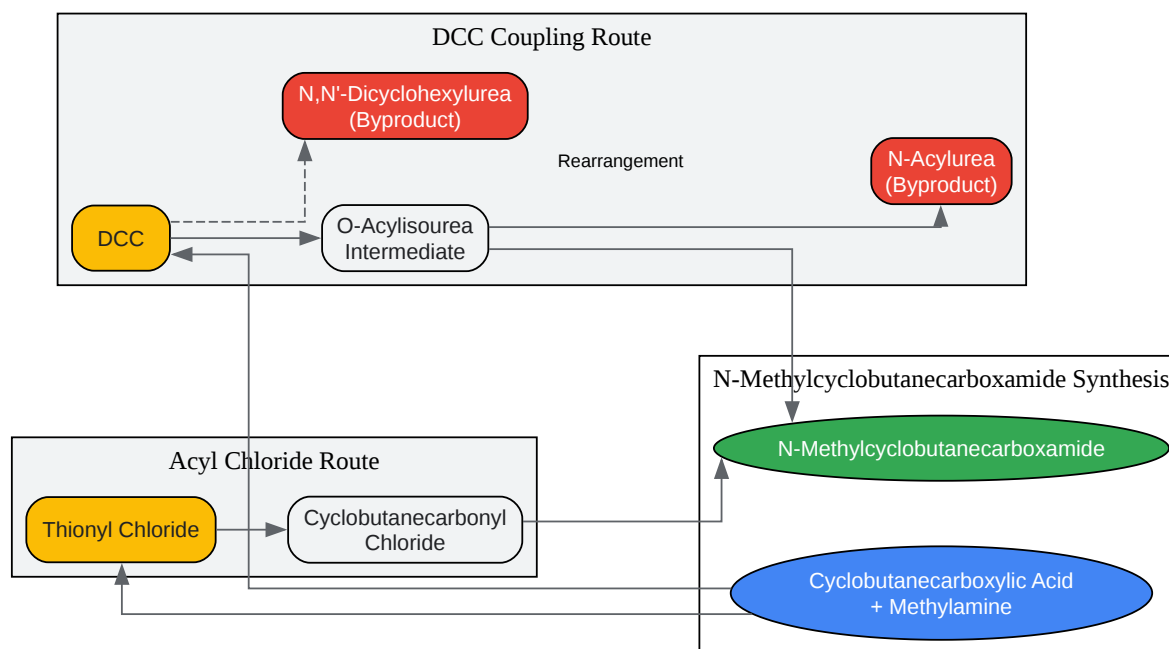 DCC Coupling Route
N,N'-Dicyclohexylurea
(Byproduct)
Rearrangement
N-Acylurea
(Byproduct)
DCC
O-Acylisourea
Intermediate
N-Methylcyclobutanecarboxamide Synthesis
N-Methylcyclobutanecarboxamide
Acyl Chloride Route
Thionyl Chloride
Cyclobutanecarbonyl
Chloride
Cyclobutanecarboxylic Acid
+ Methylamine